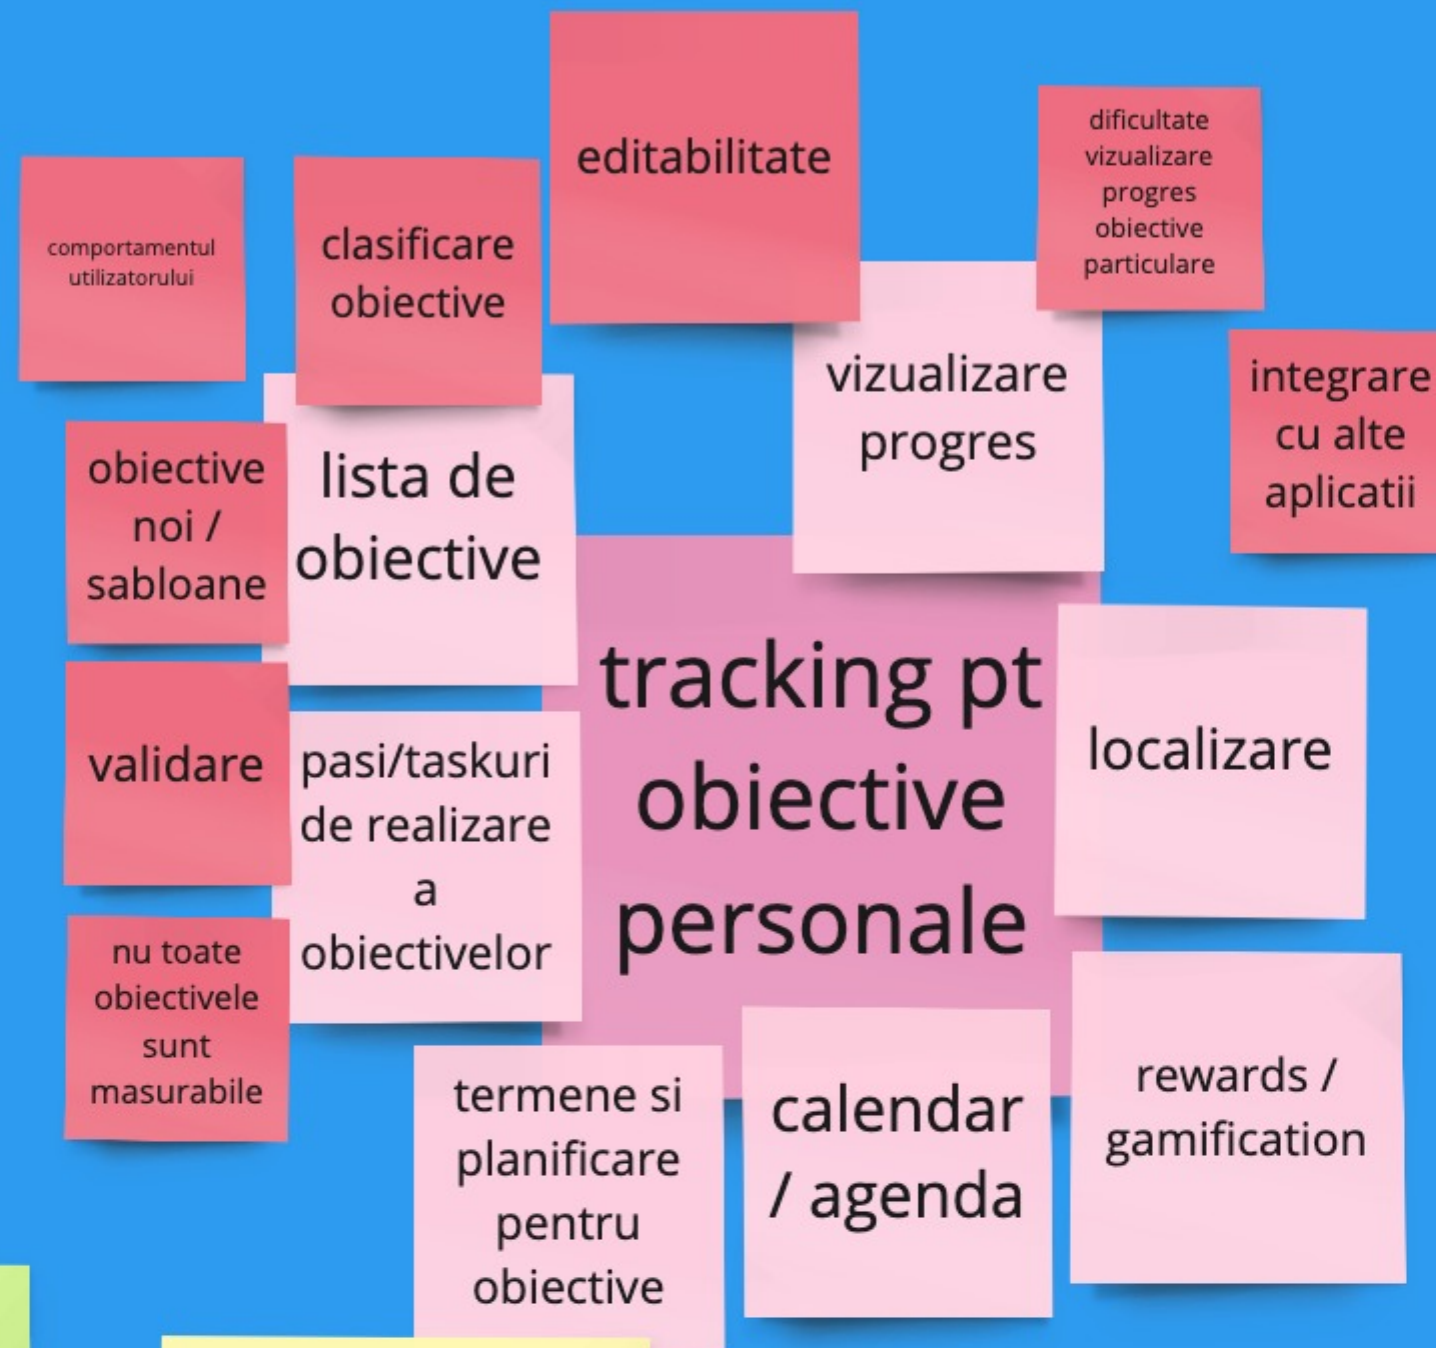 editabilitate
dificultate
vizualizare
progres
obiective
particulare
comportamentul
utilizatorului
clasificare
obiective
vizualizare
progres
integrare
cu alte
aplicatii
obiective
noi /
sabloane
lista de
obiective
tracking pt
obiective
personale
localizare
validare
pasi/taskuri
de realizare
a
obiectivelor
nu toate
obiectivele
sunt
masurabile
termene si
planificare
pentru
obiective
calendar
/ agenda
rewards /
gamification